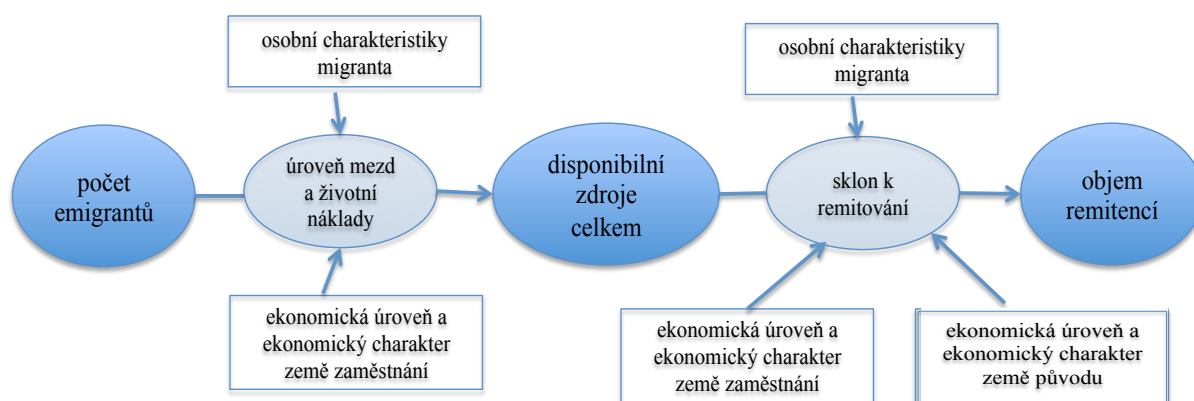 osobní charakteristiky
migranta
osobní charakteristiky
migranta
počet
emigrantů
úroveň mezd
a životní
náklady
disponibilní
zdroje
celkem
sklon k
remitování
objem
remitencí
ekonomická úroveň a
ekonomický charakter
země zaměstnání
ekonomická úroveň a
ekonomický charakter
země zaměstnání
ekonomická úroveň a
ekonomický charakter
země původu